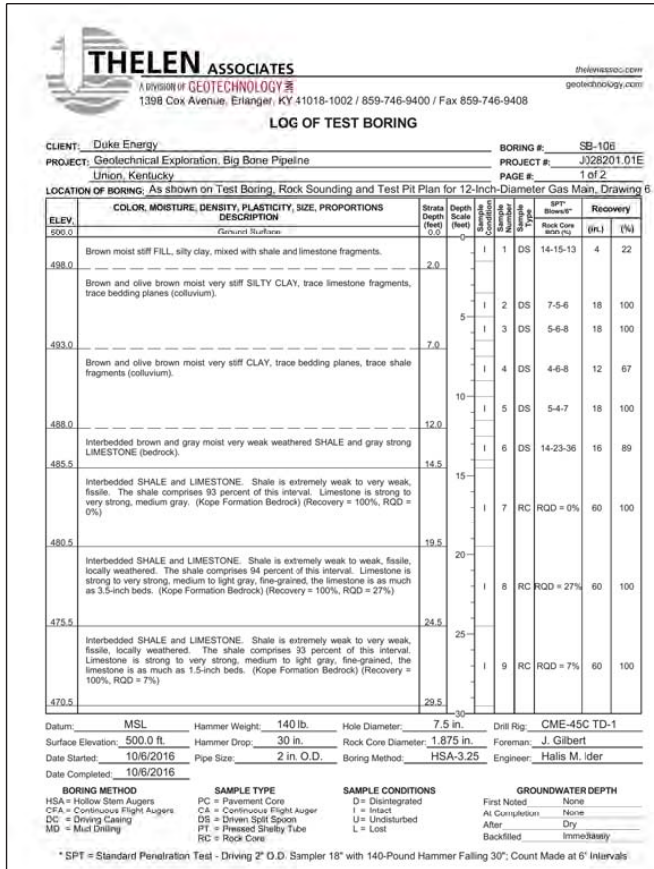 THELEN ASSOCIATES
A DIVISION OF GEOTECHNOLOGY INC
thelenassoc.com
geotechnology.com
1398 Cox Avenue, Erlanger, KY 41018-1002 / 859-746-9400 / Fax 859-746-9408
LOG OF TEST BORING
CLIENT: Duke Energy BORING #: SB-106
PROJECT: Geotechnical Exploration, Big Bone Pipeline PROJECT #: J028201.01E
Union, Kentucky PAGE #: 1 of 2
LOCATION OF BORING: As shown on Test Boring, Rock Sounding and Test Pit Plan for 12-Inch-Diameter Gas Main, Drawing 6
ELEV. COLOR, MOISTURE, DENSITY, PLASTICITY, SIZE, PROPORTIONS DESCRIPTION Strata Depth (feet) Depth Scale (feet) Sample Condition Sample Number Sample Type SPT* Blows/6" Rock Core RQD (%) Recovery (in.) (%)
500.0 Ground Surface 0.0 0
Brown moist stiff FILL, silty clay, mixed with shale and limestone fragments. I 1 DS 14-15-13 4 22
498.0 2.0
Brown and olive brown moist very stiff SILTY CLAY, trace limestone fragments,
trace bedding planes (colluvium).
I 2 DS 7-5-6 18 100
5
I 3 DS 5-6-8 18 100
493.0 7.0
Brown and olive brown moist very stiff CLAY, trace bedding planes, trace shale
fragments (colluvium).
I 4 DS 4-6-8 12 67
10
I 5 DS 5-4-7 18 100
488.0 12.0
Interbedded brown and gray moist very weak weathered SHALE and gray strong
LIMESTONE (bedrock).
I 6 DS 14-23-36 16 89
485.5 14.5
15
Interbedded SHALE and LIMESTONE. Shale is extremely weak to very weak,
fissile. The shale comprises 93 percent of this interval. Limestone is strong to
very strong, medium gray. (Kope Formation Bedrock) (Recovery = 100%, RQD =
0%)
I 7 RC RQD = 0% 60 100
480.5 19.5
20
Interbedded SHALE and LIMESTONE. Shale is extremely weak to weak, fissile,
locally weathered. The shale comprises 94 percent of this interval. Limestone is
strong to very strong, medium to light gray, fine-grained, the limestone is as much
as 3.5-inch beds. (Kope Formation Bedrock) (Recovery = 100%, RQD = 27%)
I 8 RC RQD = 27% 60 100
475.5 24.5
25
Interbedded SHALE and LIMESTONE. Shale is extremely weak to very weak,
fissile, locally weathered. The shale comprises 93 percent of this interval.
Limestone is strong to very strong, medium to light gray, fine-grained, the
limestone is as much as 1.5-inch beds. (Kope Formation Bedrock) (Recovery =
100%, RQD = 7%)
I 9 RC RQD = 7% 60 100
470.5 29.5
30
Datum: MSL Hammer Weight: 140 lb. Hole Diameter: 7.5 in. Drill Rig: CME-45C TD-1
Surface Elevation: 500.0 ft. Hammer Drop: 30 in. Rock Core Diameter: 1.875 in. Foreman: J. Gilbert
Date Started: 10/6/2016 Pipe Size: 2 in. O.D. Boring Method: HSA-3.25 Engineer: Halis M. Ider
Date Completed: 10/6/2016
BORING METHOD SAMPLE TYPE SAMPLE CONDITIONS GROUNDWATER DEPTH
HSA = Hollow Stem Augers PC = Pavement Core D = Disintegrated First Noted None
CFA = Continuous Flight Augers CA = Continuous Flight Auger I = Intact At Completion None
DC = Driving Casing DS = Driven Split Spoon U = Undisturbed After Dry
MD = Mud Drilling PT = Pressed Shelby Tube L = Lost Backfilled Immediately
RC = Rock Core
* SPT = Standard Penetration Test - Driving 2" O.D. Sampler 18" with 140-Pound Hammer Falling 30"; Count Made at 6" Intervals